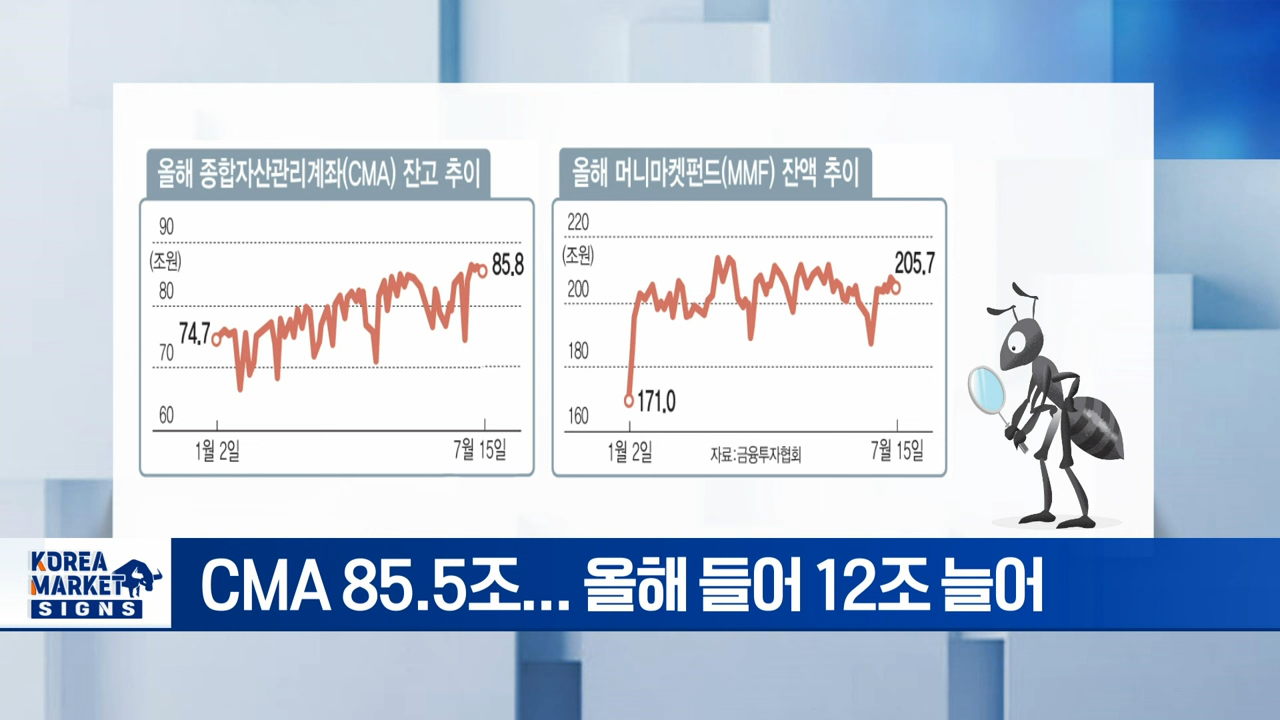 올해 종합자산관리계좌(CMA) 잔고 추이
90
(조원)
80
70
60
74.7
85.8
1월 2일
7월 15일
올해 머니마켓펀드(MMF) 잔액 추이
220
(조원)
200
180
160
171.0
205.7
1월 2일
자료:금융투자협회
7월 15일
KOREA
MARKET
SIGNS
CMA 85.5조... 올해 들어 12조 늘어